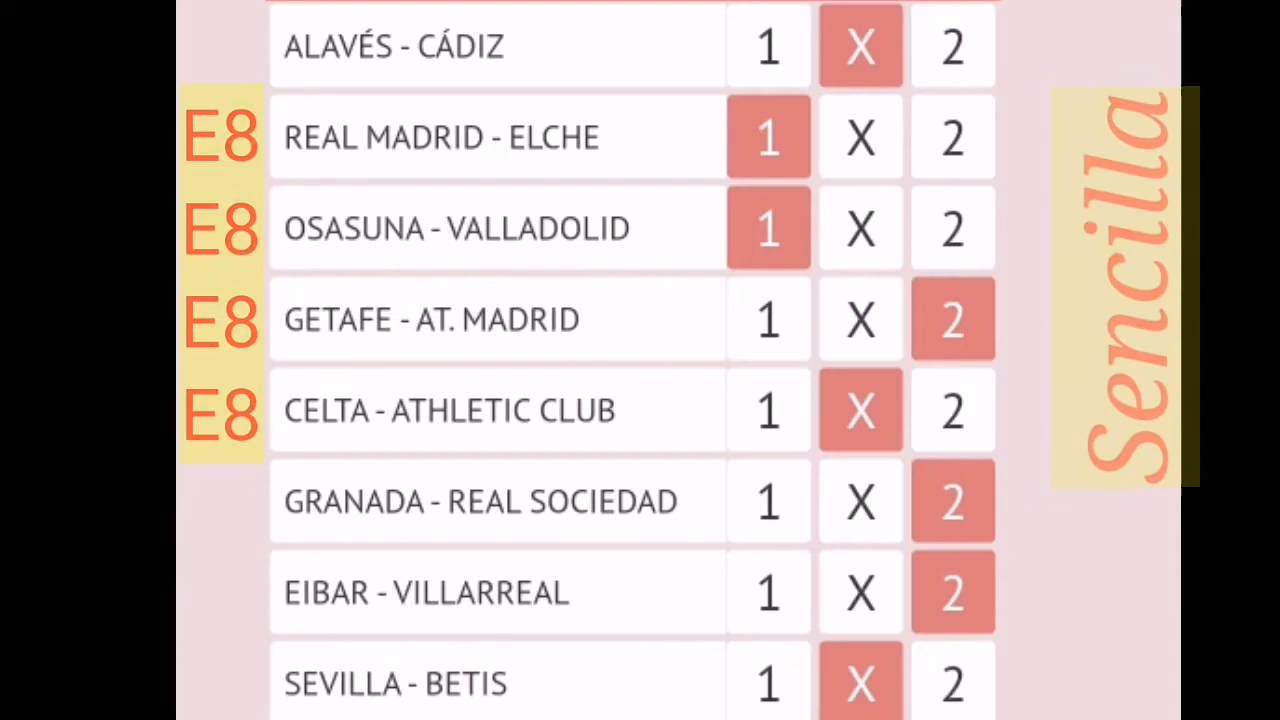 ALAVÉS - CÁDIZ 1 X 2
E8 REAL MADRID - ELCHE 1 X 2
E8 OSASUNA - VALLADOLID 1 X 2
E8 GETAFE - AT. MADRID 1 X 2
E8 CELTA - ATHLETIC CLUB 1 X 2
GRANADA - REAL SOCIEDAD 1 X 2
EIBAR - VILLARREAL 1 X 2
SEVILLA - BETIS 1 X 2
Sencilla